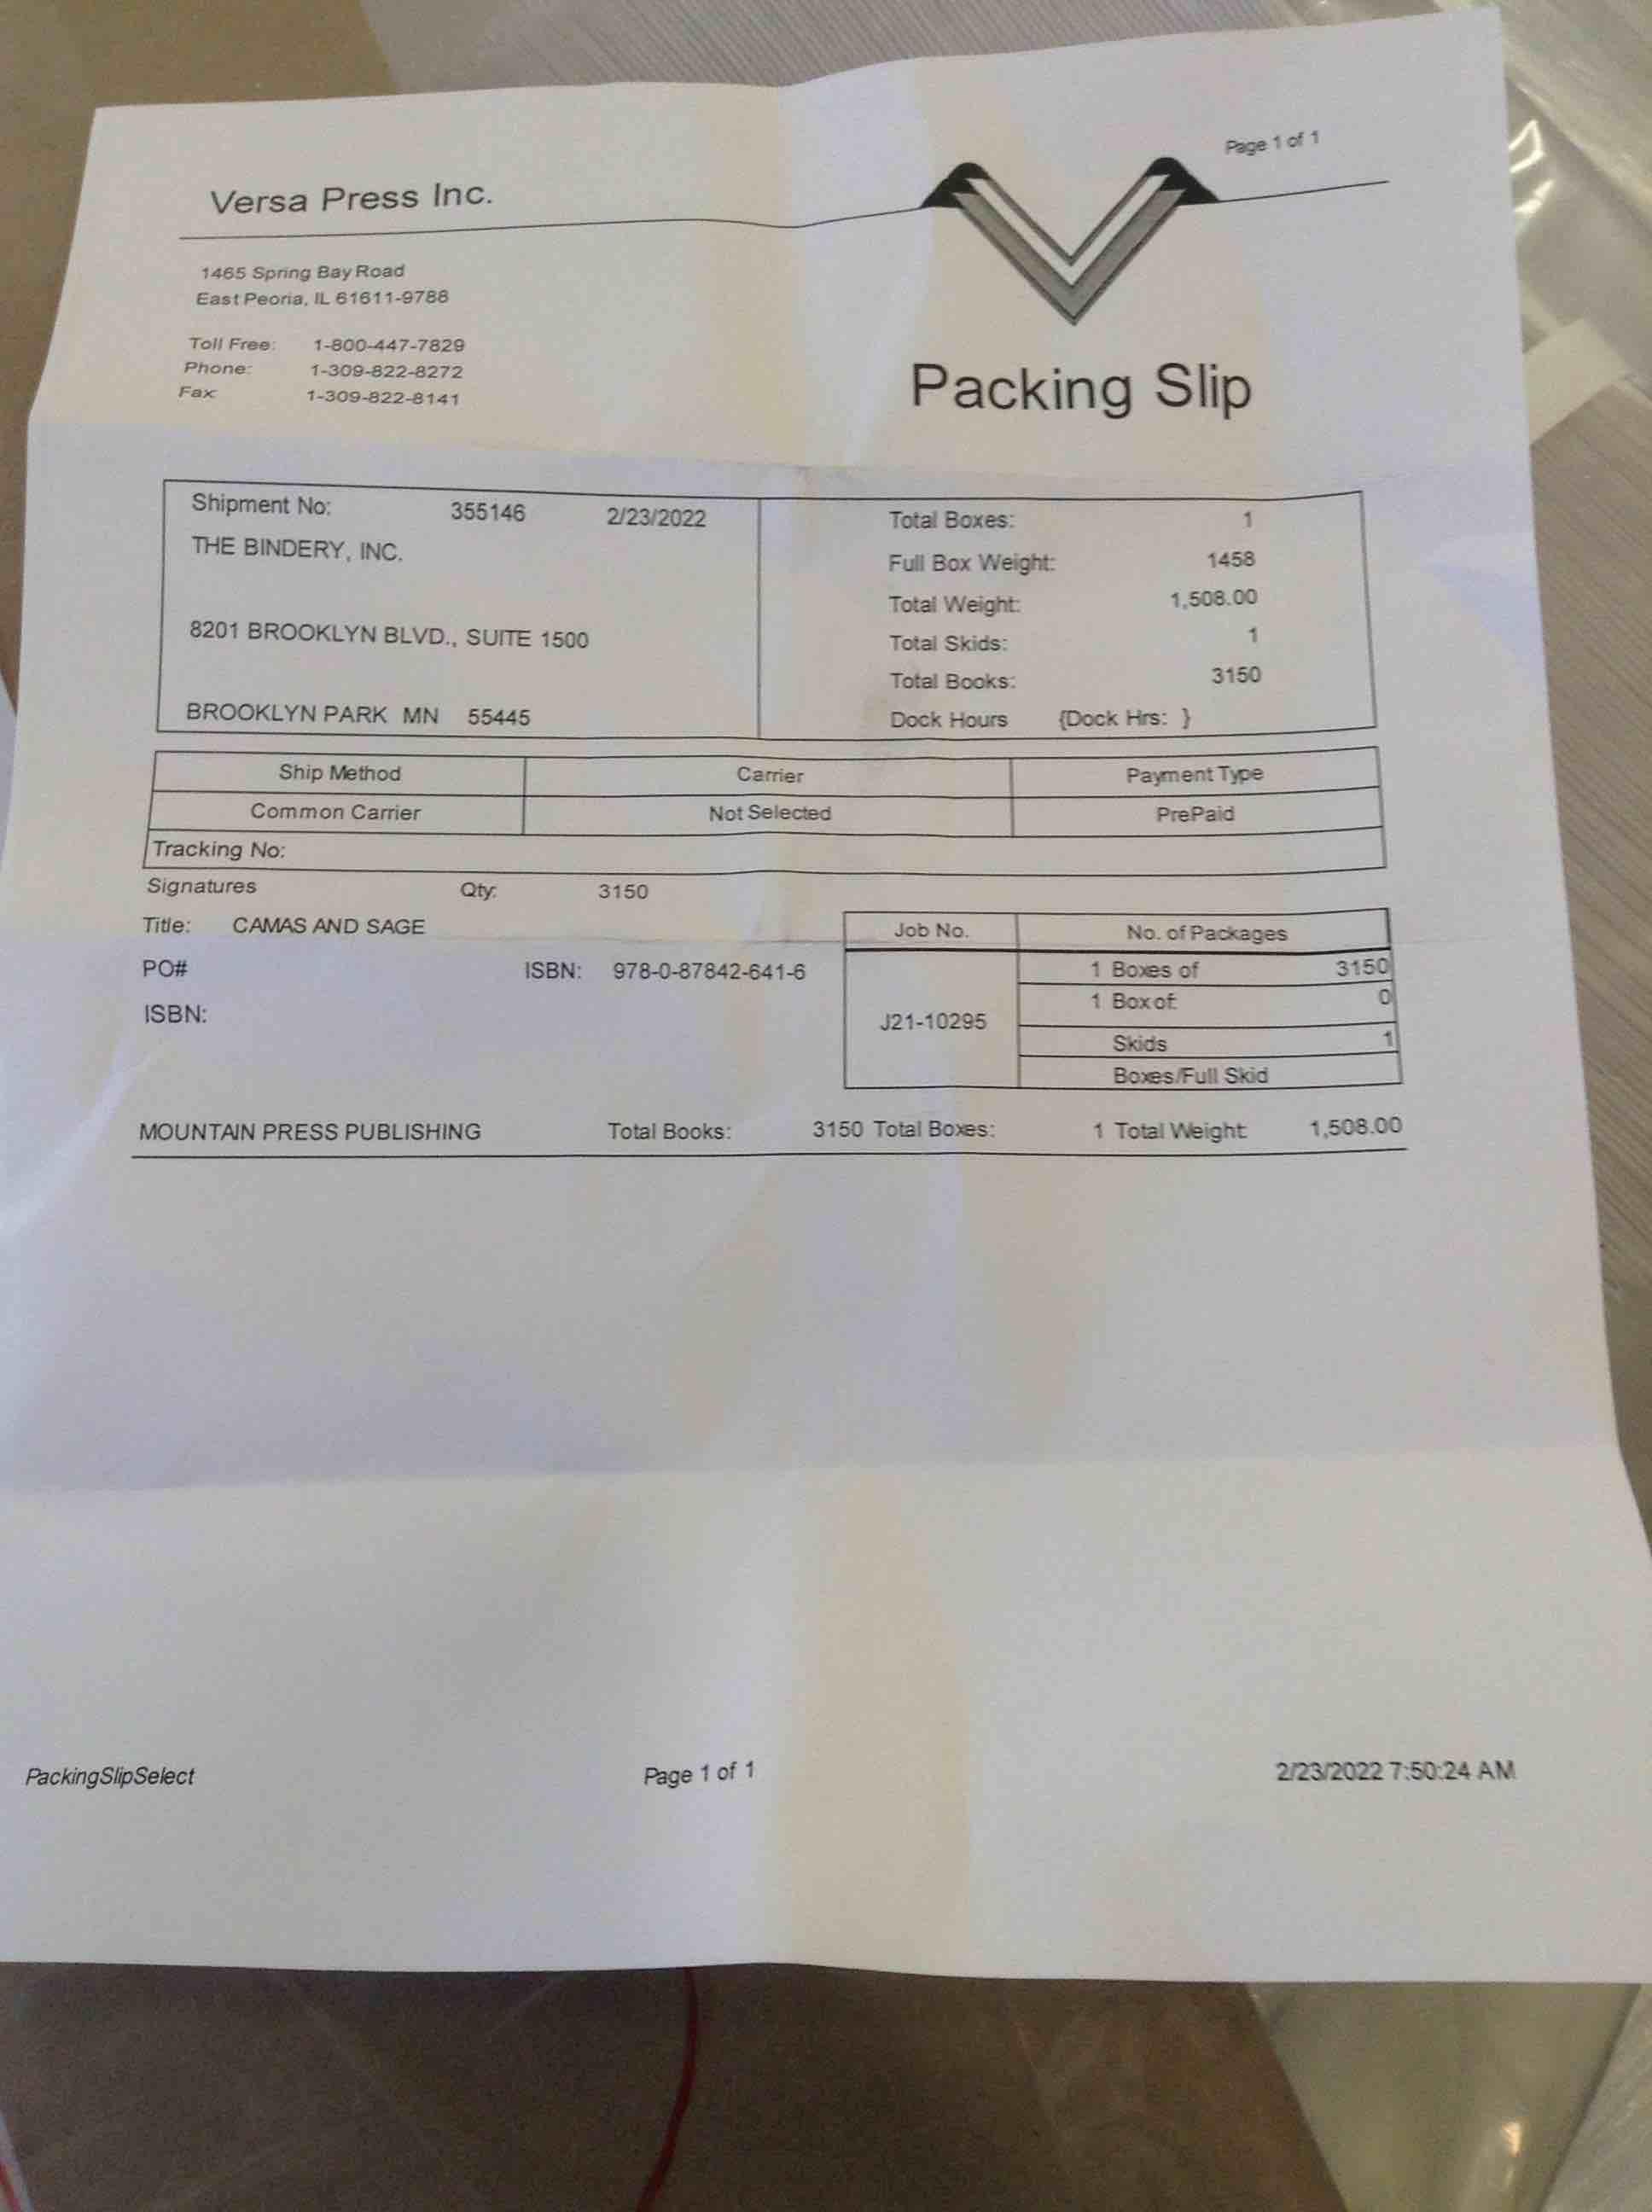 Page 1 of 1
Versa Press Inc.
1465 Spring Bay Road
East Peoria, IL 61611-9788
Toll Free: 1-800-447-7829
Phone: 1-309-822-8272
Fax: 1-309-822-8141
Packing Slip
Shipment No: 355146 2/23/2022
THE BINDERY, INC.
8201 BROOKLYN BLVD., SUITE 1500
BROOKLYN PARK MN 55445
Total Boxes: 1
Full Box Weight: 1458
Total Weight: 1,508.00
Total Skids: 1
Total Books: 3150
Dock Hours {Dock Hrs: }
Ship Method Carrier Payment Type
Common Carrier Not Selected PrePaid
Tracking No:
Signatures Qty: 3150
Title: CAMAS AND SAGE
PO# ISBN: 978-0-87842-641-6
ISBN:
Job No. No. of Packages
J21-10295
1 Boxes of 3150
1 Box of: 0
Skids 1
Boxes/Full Skid
MOUNTAIN PRESS PUBLISHING Total Books: 3150 Total Boxes: 1 Total Weight: 1,508.00
PackingSlipSelect Page 1 of 1 2/23/2022 7:50:24 AM